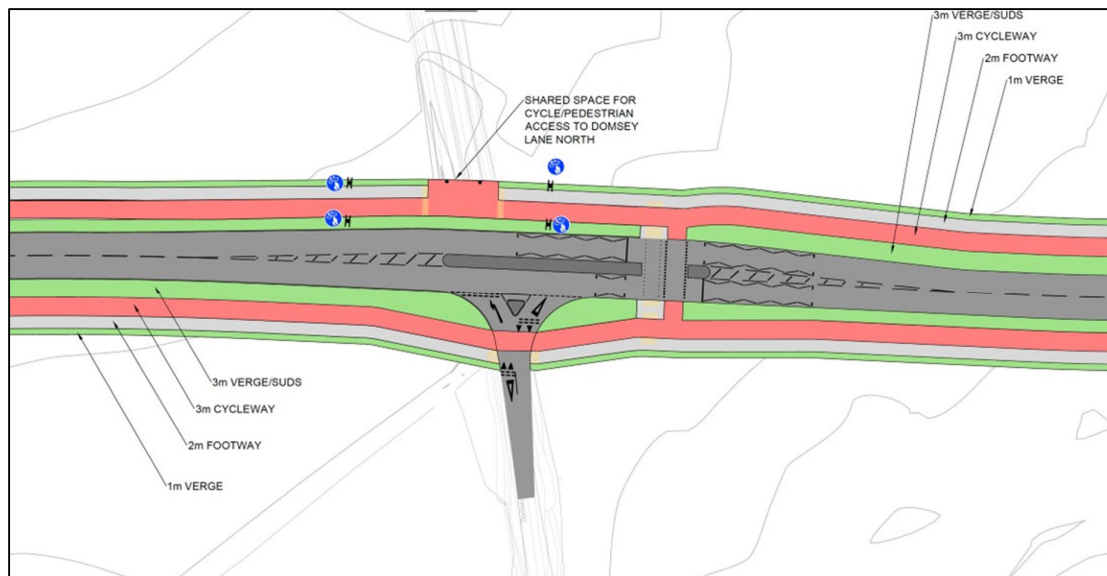 3m VERGE/SUDS
3m CYCLEWAY
2m FOOTWAY
1m VERGE
SHARED SPACE FOR
CYCLE/PEDESTRIAN
ACCESS TO DOMSEY
LANE NORTH
3m VERGE/SUDS
3m CYCLEWAY
2m FOOTWAY
1m VERGE